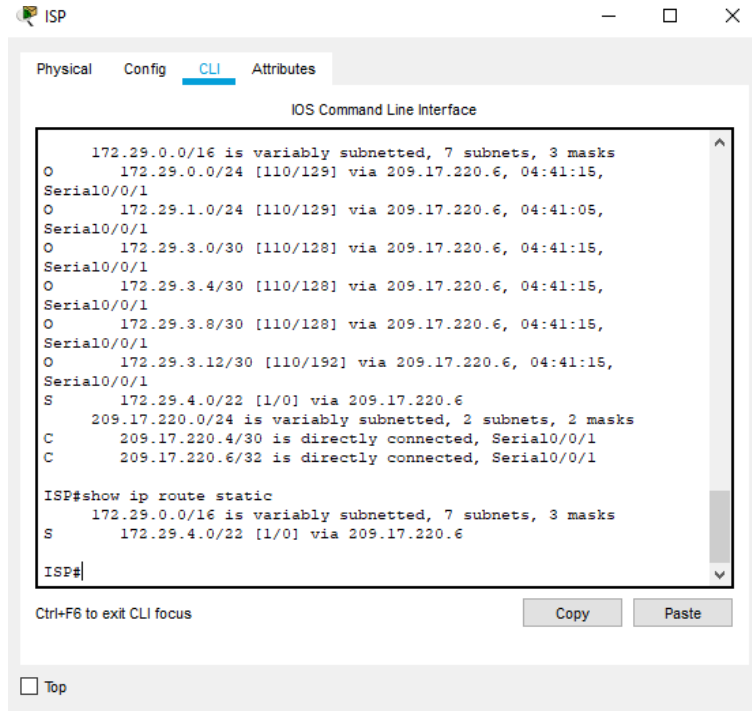 ISP
Physical Config CLI Attributes
IOS Command Line Interface
172.29.0.0/16 is variably subnetted, 7 subnets, 3 masks
O 172.29.0.0/24 [110/129] via 209.17.220.6, 04:41:15,
Serial0/0/1
O 172.29.1.0/24 [110/129] via 209.17.220.6, 04:41:05,
Serial0/0/1
O 172.29.3.0/30 [110/128] via 209.17.220.6, 04:41:15,
Serial0/0/1
O 172.29.3.4/30 [110/128] via 209.17.220.6, 04:41:15,
Serial0/0/1
O 172.29.3.8/30 [110/128] via 209.17.220.6, 04:41:15,
Serial0/0/1
O 172.29.3.12/30 [110/192] via 209.17.220.6, 04:41:15,
Serial0/0/1
S 172.29.4.0/22 [1/0] via 209.17.220.6
209.17.220.0/24 is variably subnetted, 2 subnets, 2 masks
C 209.17.220.4/30 is directly connected, Serial0/0/1
C 209.17.220.6/32 is directly connected, Serial0/0/1
ISP#show ip route static
172.29.0.0/16 is variably subnetted, 7 subnets, 3 masks
S 172.29.4.0/22 [1/0] via 209.17.220.6
ISP#
Ctrl+F6 to exit CLI focus Copy Paste
Top